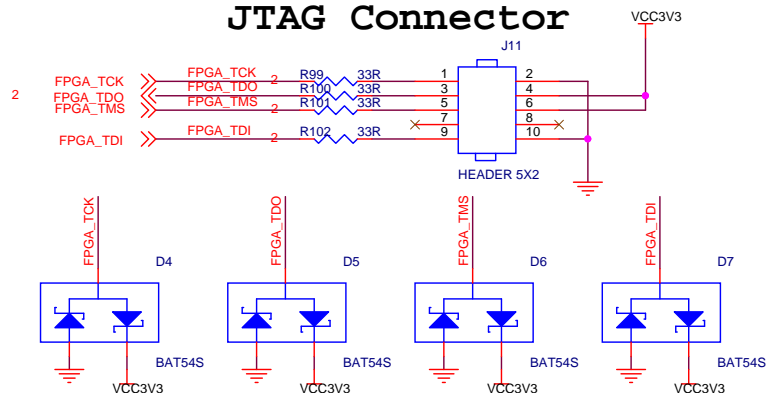 JTAG Connector
VCC3V3
J11
2 FPGA_TCK FPGA_TCK 2 R99 33R 1 2
FPGA_TDO FPGA_TDO R100 33R 3 4
FPGA_TMS FPGA_TMS 2 R101 33R 5 6
7 8
FPGA_TDI FPGA_TDI 2 R102 33R 9 10
HEADER 5X2
FPGA_TCK FPGA_TDO FPGA_TMS FPGA_TDI
D4 D5 D6 D7
BAT54S BAT54S BAT54S BAT54S
VCC3V3 VCC3V3 VCC3V3 VCC3V3